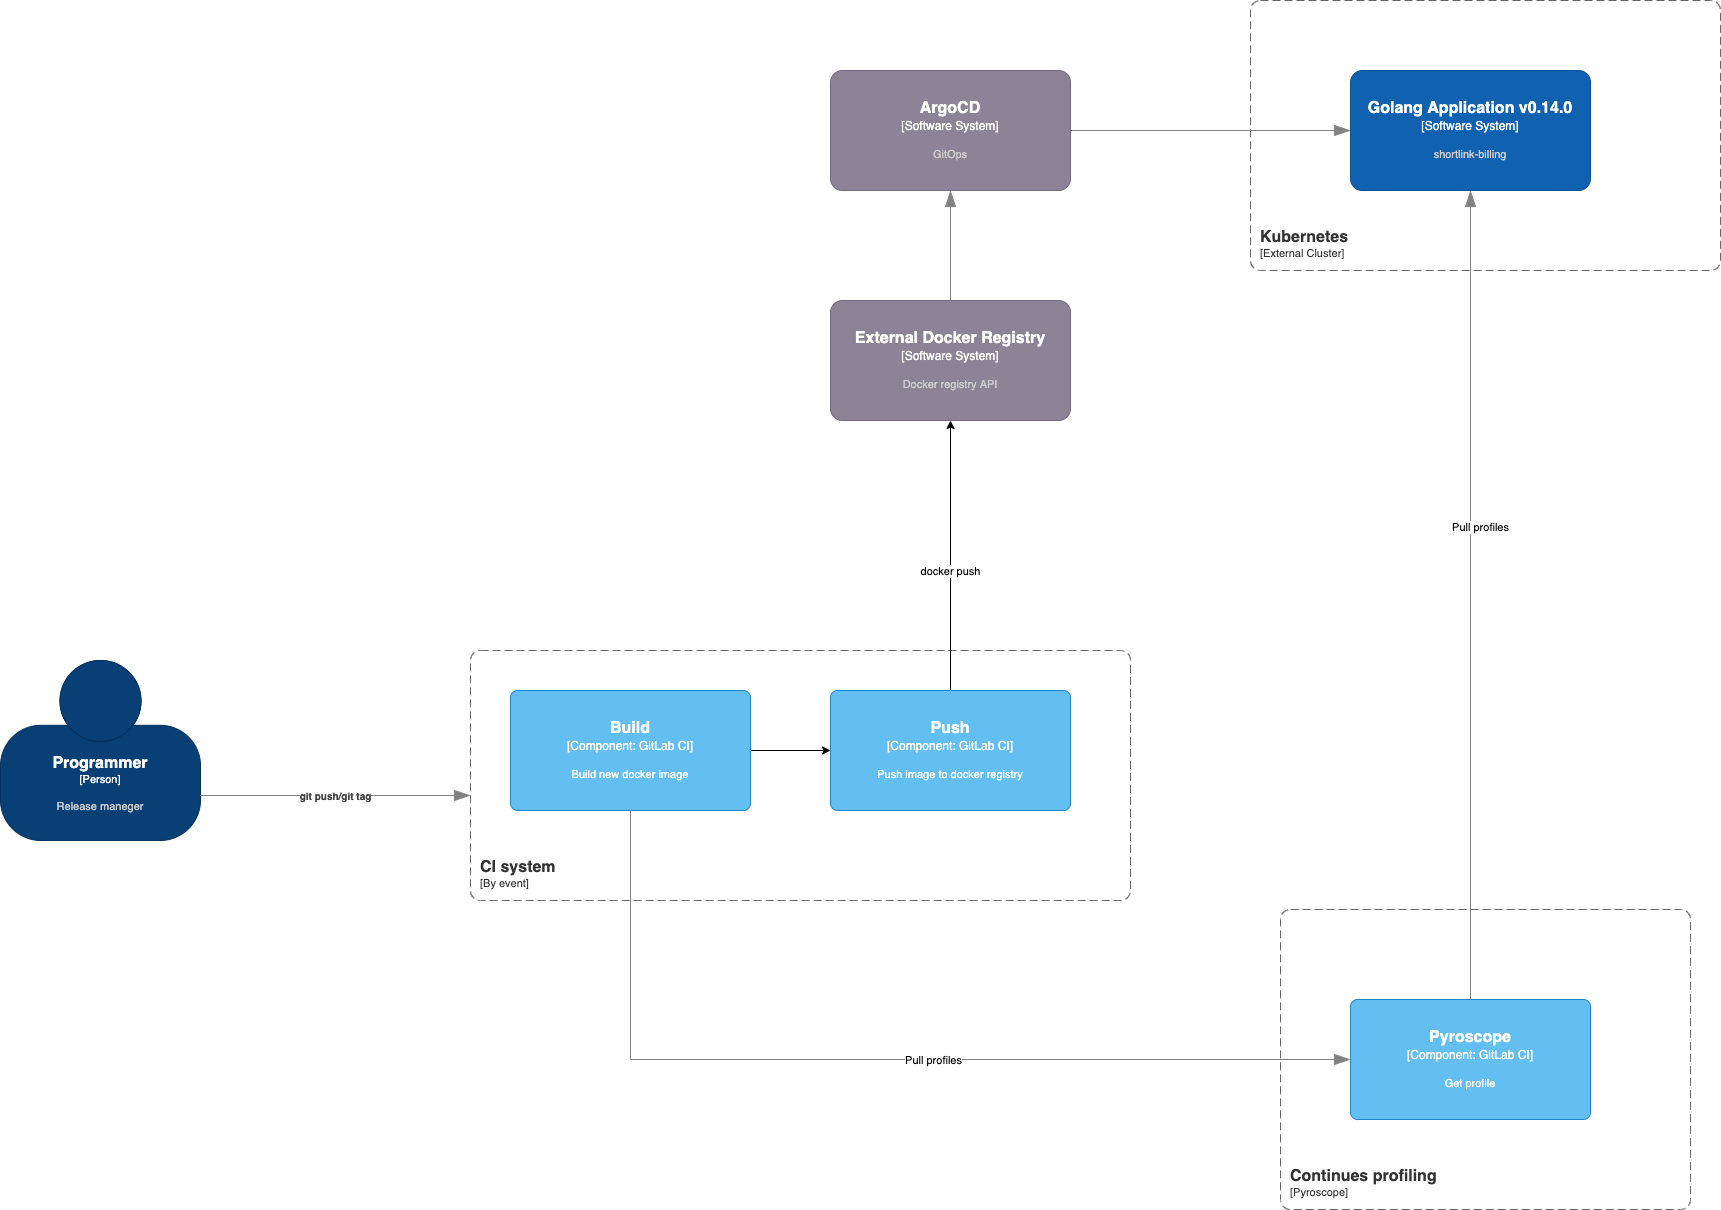 ArgoCD
[Software System]
GitOps
Golang Application v0.14.0
[Software System]
shortlink-billing
Kubernetes
[External Cluster]
External Docker Registry
[Software System]
Docker registry API
Pull profiles
docker push
Programmer
[Person]
Release maneger
git push/git tag
Build
[Component: GitLab CI]
Build new docker image
Push
[Component: GitLab CI]
Push image to docker registry
CI system
[By event]
Pull profiles
Pyroscope
[Component: GitLab CI]
Get profile
Continues profiling
[Pyroscope]